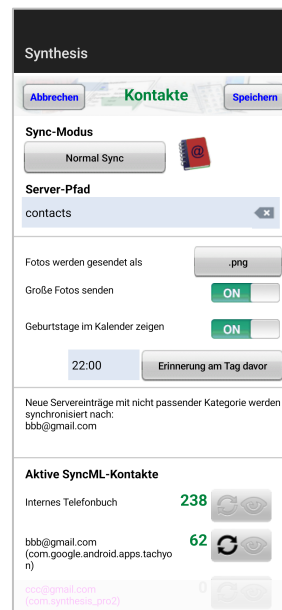 Synthesis
Abbrechen Kontakte Speichern
Sync-Modus
Normal Sync
@
Server-Pfad
contacts
Fotos werden gesendet als .png
Große Fotos senden ON
Geburtstage im Kalender zeigen ON
22:00 Erinnerung am Tag davor
Neue Servereinträge mit nicht passender Kategorie werden
synchronisiert nach:
bbb@gmail.com
Aktive SyncML-Kontakte
Internes Telefonbuch 238
bbb@gmail.com 62
(com.google.android.apps.tachyo
n)
ccc@gmail.com 0
(com.synthesis_pro2)